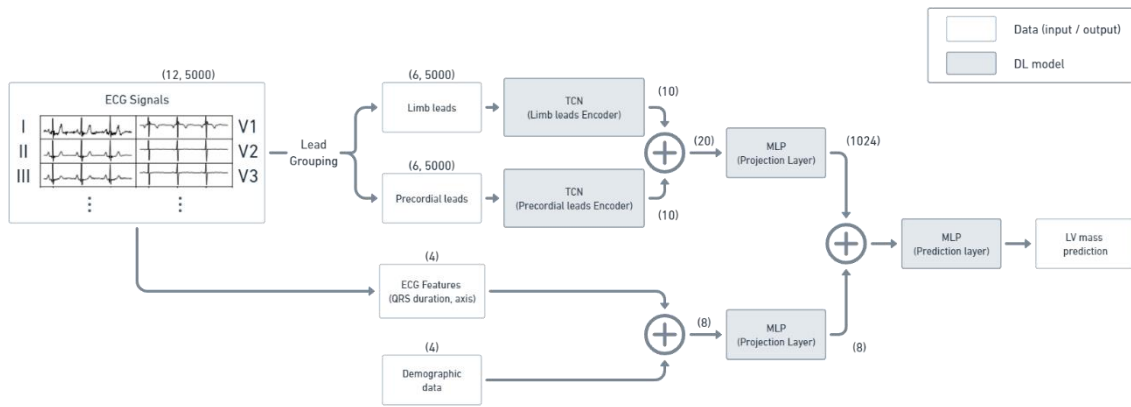 Data (input / output)
DL model
(12, 5000)
ECG Signals
I
II
III
V1
V2
V3
Lead
Grouping
(6, 5000)
Limb leads
TCN
(Limb leads Encoder)
(10)
(6, 5000)
Precordial leads
TCN
(Precordial leads Encoder)
(10)
(20)
MLP
(Projection Layer)
(1024)
(4)
ECG Features
(QRS duration, axis)
(4)
Demographic
data
(8)
MLP
(Projection Layer)
(8)
MLP
(Prediction layer)
LV mass
prediction